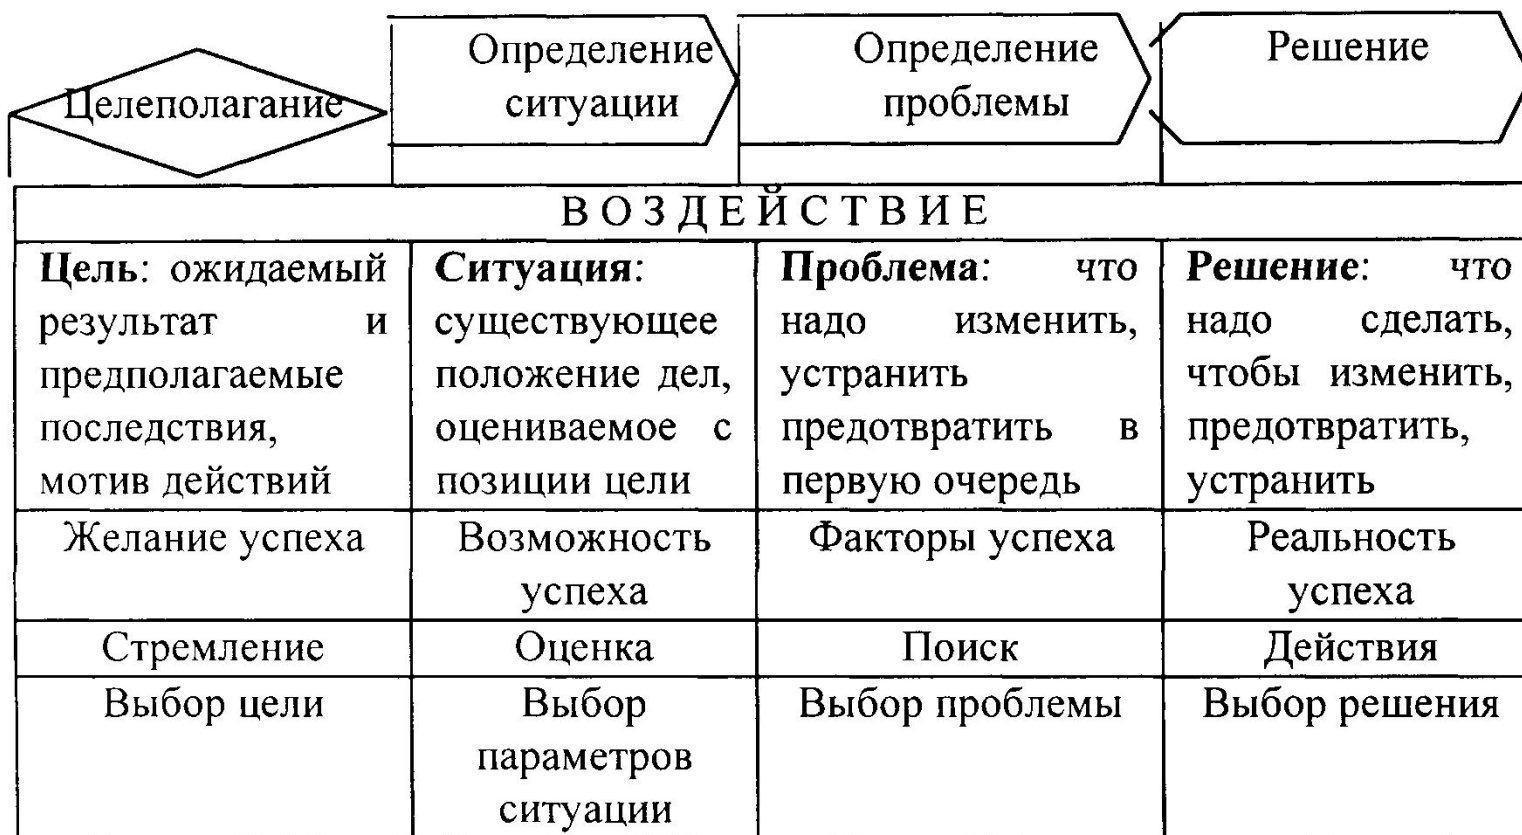 Целеполагание
Определение
ситуации
Определение
проблемы
Решение
ВОЗДЕЙСТВИЕ
Цель: ожидаемый
результат и
предполагаемые
последствия,
мотив действий
Ситуация:
существующее
положение дел,
оцениваемое с
позиции цели
Проблема: что
надо изменить,
устранить
предотвратить в
первую очередь
Решение: что
надо сделать,
чтобы изменить,
предотвратить,
устранить
Желание успеха
Возможность
успеха
Факторы успеха
Реальность
успеха
Стремление
Оценка
Поиск
Действия
Выбор цели
Выбор
параметров
ситуации
Выбор проблемы
Выбор решения